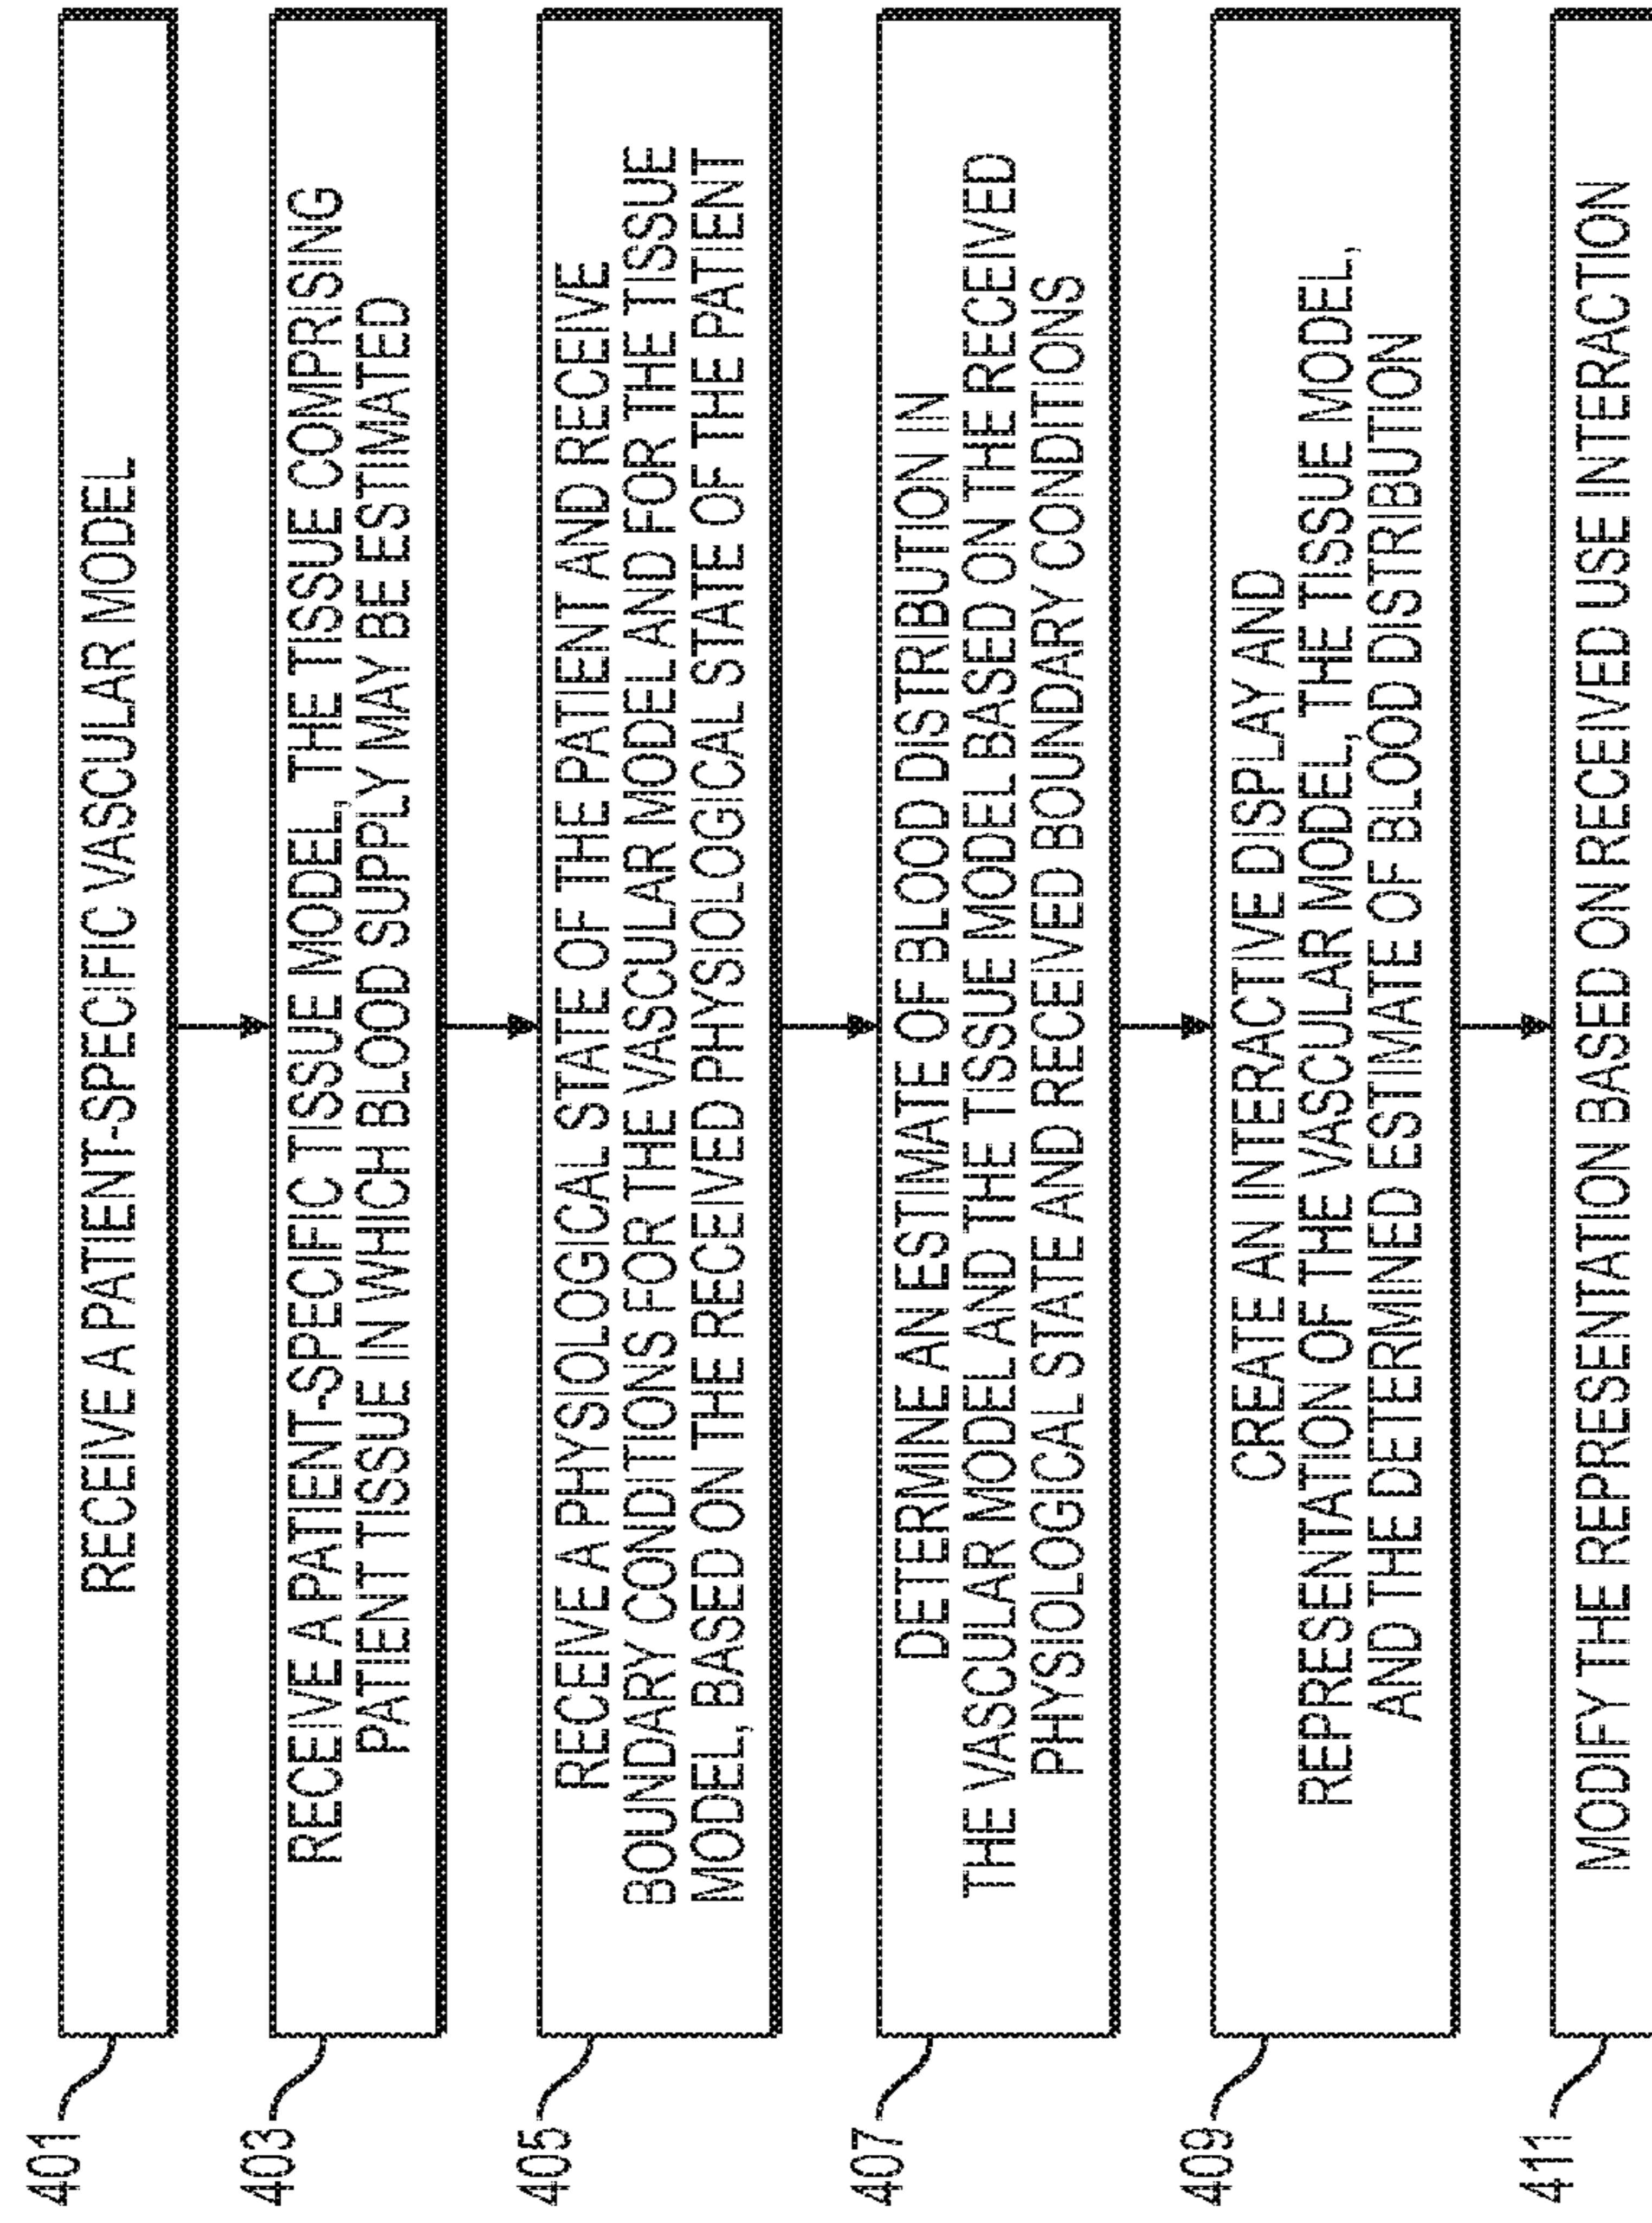 401
RECEIVE A PATIENT-SPECIFIC VASCULAR MODEL
403
RECEIVE A PATIENT-SPECIFIC TISSUE MODEL, THE TISSUE COMPRISING
PATIENT TISSUE IN WHICH BLOOD SUPPLY MAY BE ESTIMATED
405
RECEIVE A PHYSIOLOGICAL STATE OF THE PATIENT AND RECEIVE
BOUNDARY CONDITIONS FOR THE VASCULAR MODEL AND FOR THE TISSUE
MODEL, BASED ON THE RECEIVED PHYSIOLOGICAL STATE OF THE PATIENT
407
DETERMINE AN ESTIMATE OF BLOOD DISTRIBUTION IN
THE VASCULAR MODEL AND THE TISSUE MODEL BASED ON THE RECEIVED
PHYSIOLOGICAL STATE AND RECEIVED BOUNDARY CONDITIONS
409
CREATE AN INTERACTIVE DISPLAY AND
REPRESENTATION OF THE VASCULAR MODEL, THE TISSUE MODEL,
AND THE DETERMINED ESTIMATE OF BLOOD DISTRIBUTION
411
MODIFY THE REPRESENTATION BASED ON RECEIVED USE INTERACTION